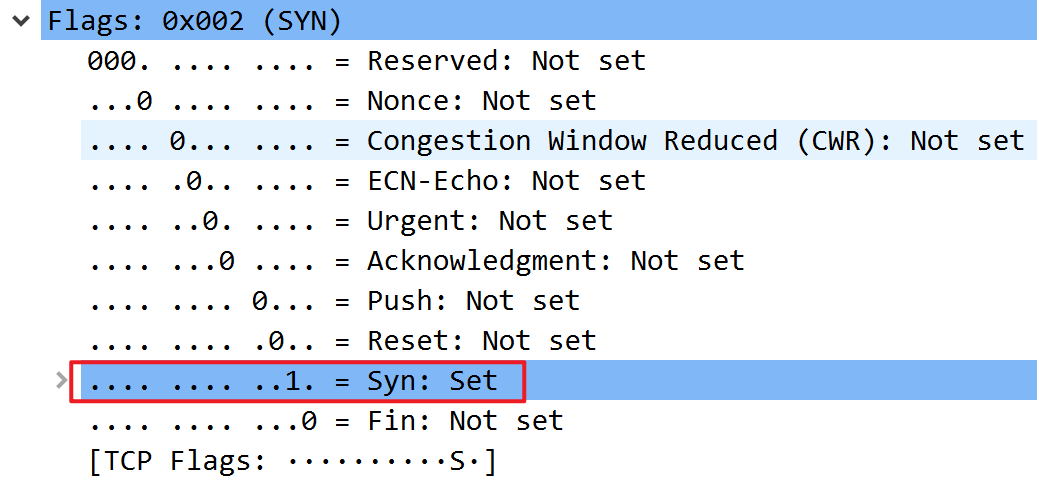 Flags: 0x002 (SYN)
000. .... .... = Reserved: Not set
...0 .... .... = Nonce: Not set
.... 0... .... = Congestion Window Reduced (CWR): Not set
.... .0.. .... = ECN-Echo: Not set
.... ..0. .... = Urgent: Not set
.... ...0 .... = Acknowledgment: Not set
.... .... 0... = Push: Not set
.... .... .0.. = Reset: Not set
.... .... ..1. = Syn: Set
.... .... ...0 = Fin: Not set
[TCP Flags: ··········S·]